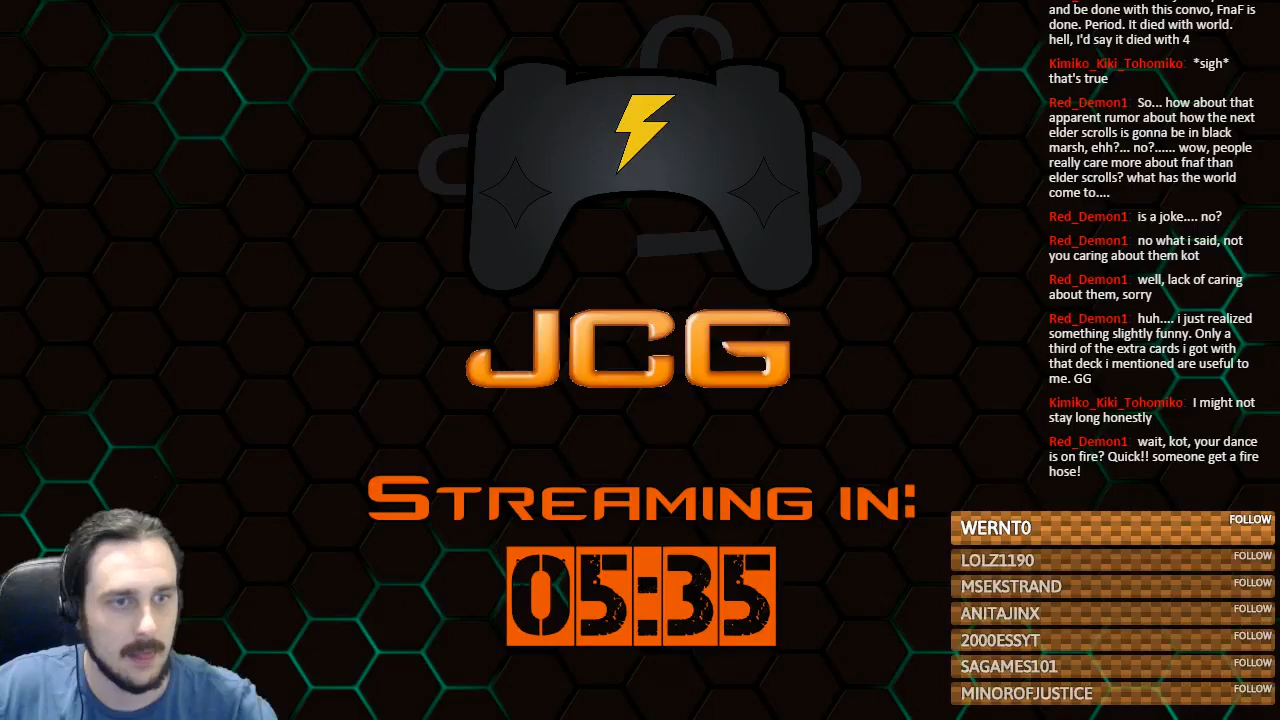 and be done with this convo, FnaF is
done. Period. It died with world.
hell, I'd say it died with 4
Kimiko_Kiki_Tohomiko: *sigh*
that's true
Red_Demon1: So... how about that
apparent rumor about how the next
elder scrolls is gonna be in black
marsh, ehh?... no?...... wow, people
really care more about fnaf than
elder scrolls? what has the world
come to....
Red_Demon1: is a joke.... no?
Red_Demon1: no what i said, not
you caring about them kot
Red_Demon1: well, lack of caring
about them, sorry
Red_Demon1: huh.... i just realized
something slightly funny. Only a
third of the extra cards i got with
that deck i mentioned are useful to
me. GG
Kimiko_Kiki_Tohomiko: I might not
stay long honestly
Red_Demon1: wait, kot, your dance
is on fire? Quick!! someone get a fire
hose!
JCG
STREAMING IN:
05:35
WERNT0 FOLLOW
LOLZ1190 FOLLOW
MSEKSTRAND FOLLOW
ANITAJINX FOLLOW
2000ESSYT FOLLOW
SAGAMES101 FOLLOW
MINOROFJUSTICE FOLLOW